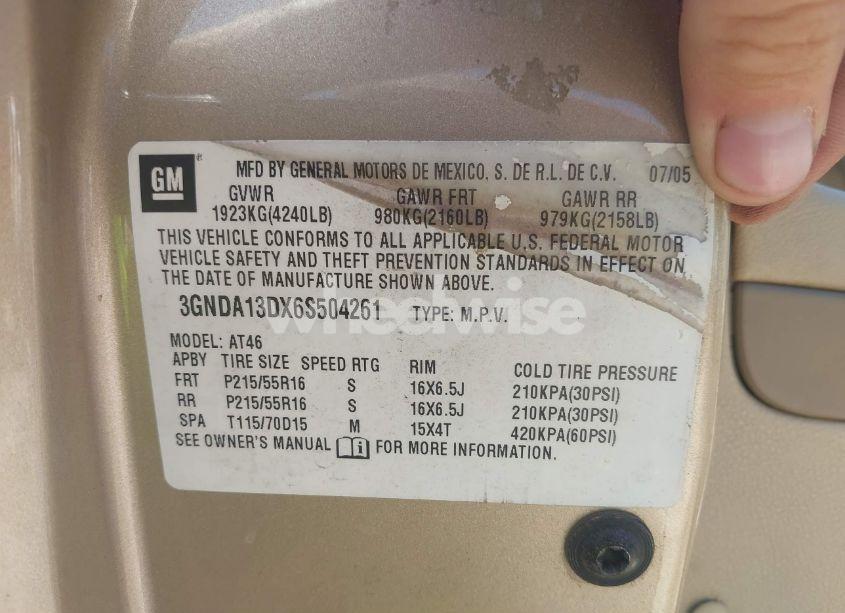 GM
MFD BY GENERAL MOTORS DE MEXICO. S. DE R.L. DE C.V. 07/05
GVWR GAWR FRT GAWR RR
1923KG(4240LB) 980KG(2160LB) 979KG(2158LB)
THIS VEHICLE CONFORMS TO ALL APPLICABLE U.S. FEDERAL MOTOR
VEHICLE SAFETY AND THEFT PREVENTION STANDARDS IN EFFECT ON
THE DATE OF MANUFACTURE SHOWN ABOVE.
3GNDA13DX6S504261 TYPE: M.P.V.
wheelwise
MODEL: AT46
APBY TIRE SIZE SPEED RTG RIM COLD TIRE PRESSURE
FRT P215/55R16 S 16X6.5J 210KPA(30PSI)
RR P215/55R16 S 16X6.5J 210KPA(30PSI)
SPA T115/70D15 M 15X4T 420KPA(60PSI)
SEE OWNER'S MANUAL i FOR MORE INFORMATION.